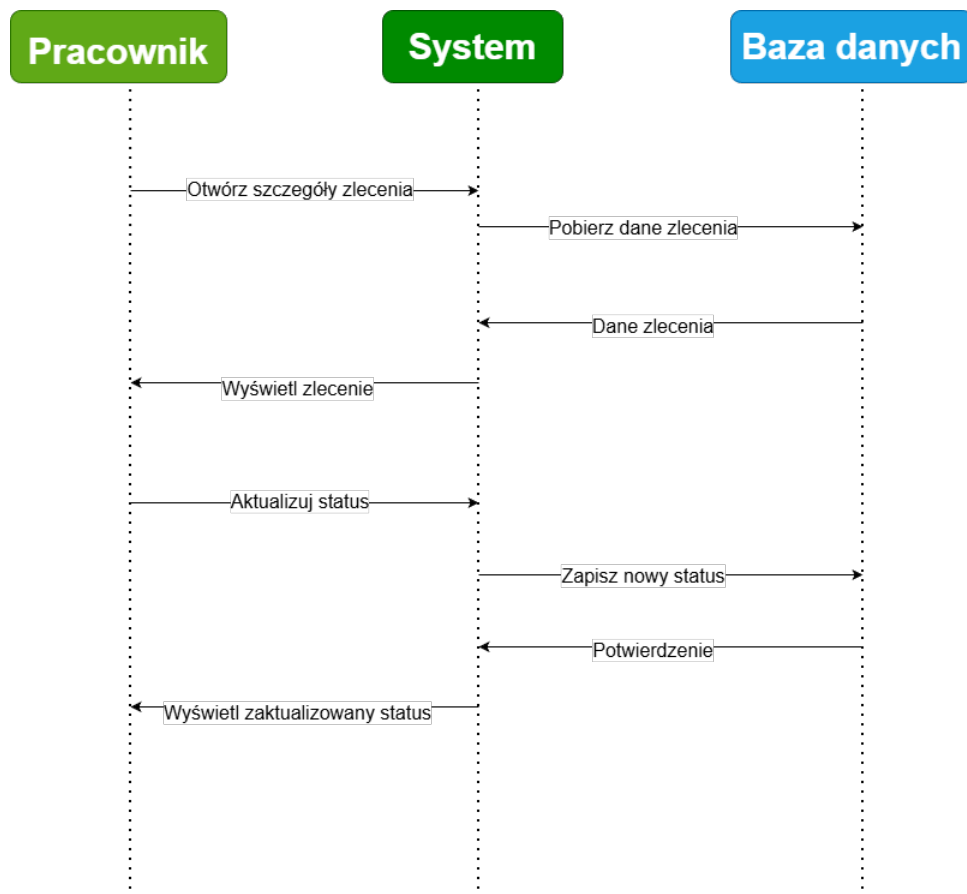 Pracownik
System
Baza danych
Otwórz szczegóły zlecenia
Pobierz dane zlecenia
Dane zlecenia
Wyświetl zlecenie
Aktualizuj status
Zapisz nowy status
Potwierdzenie
Wyświetl zaktualizowany status